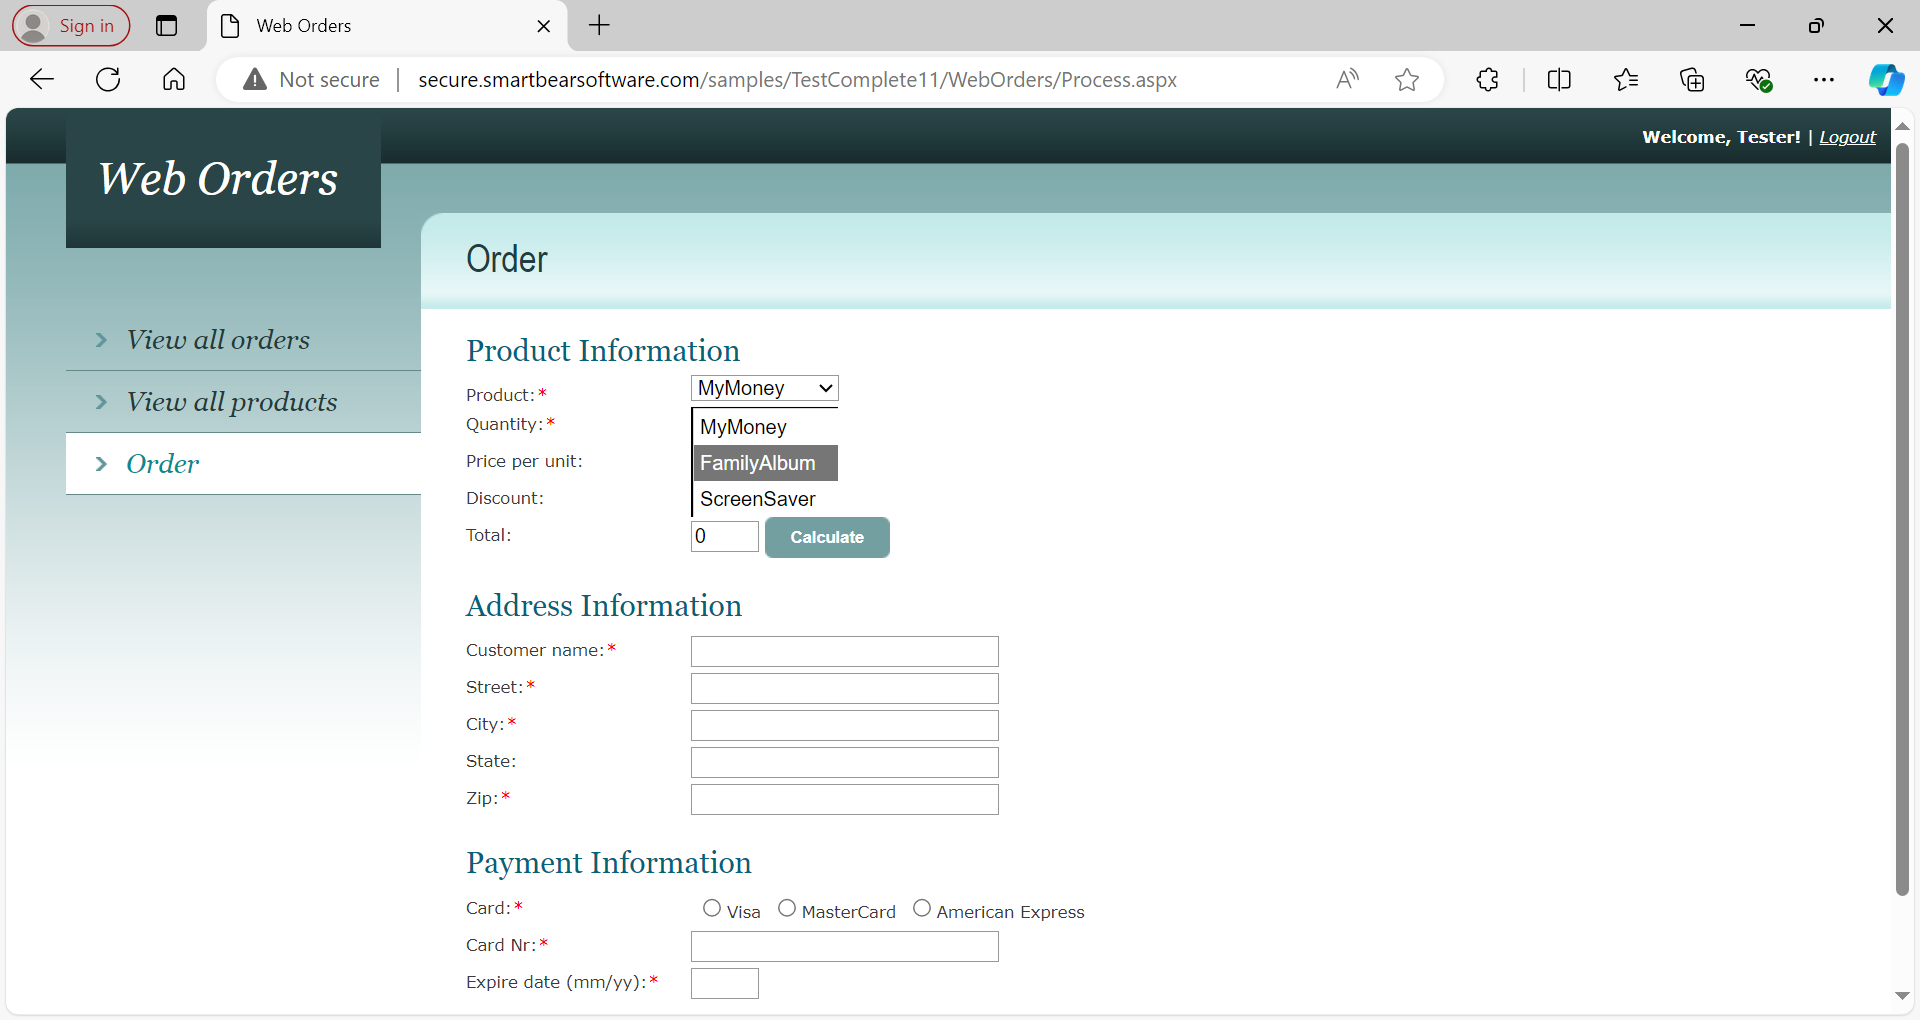 Sign in
Web Orders
Not secure
secure.smartbearsoftware.com/samples/TestComplete11/WebOrders/Process.aspx
Welcome, Tester! | Logout
Web Orders
View all orders
View all products
Order
Order
Product Information
Product:* MyMoney
Quantity:* MyMoney
Price per unit: FamilyAlbum
Discount: ScreenSaver
Total: 0 Calculate
Address Information
Customer name:*
Street:*
City:*
State:
Zip:*
Payment Information
Card:* Visa MasterCard American Express
Card Nr:*
Expire date (mm/yy):*